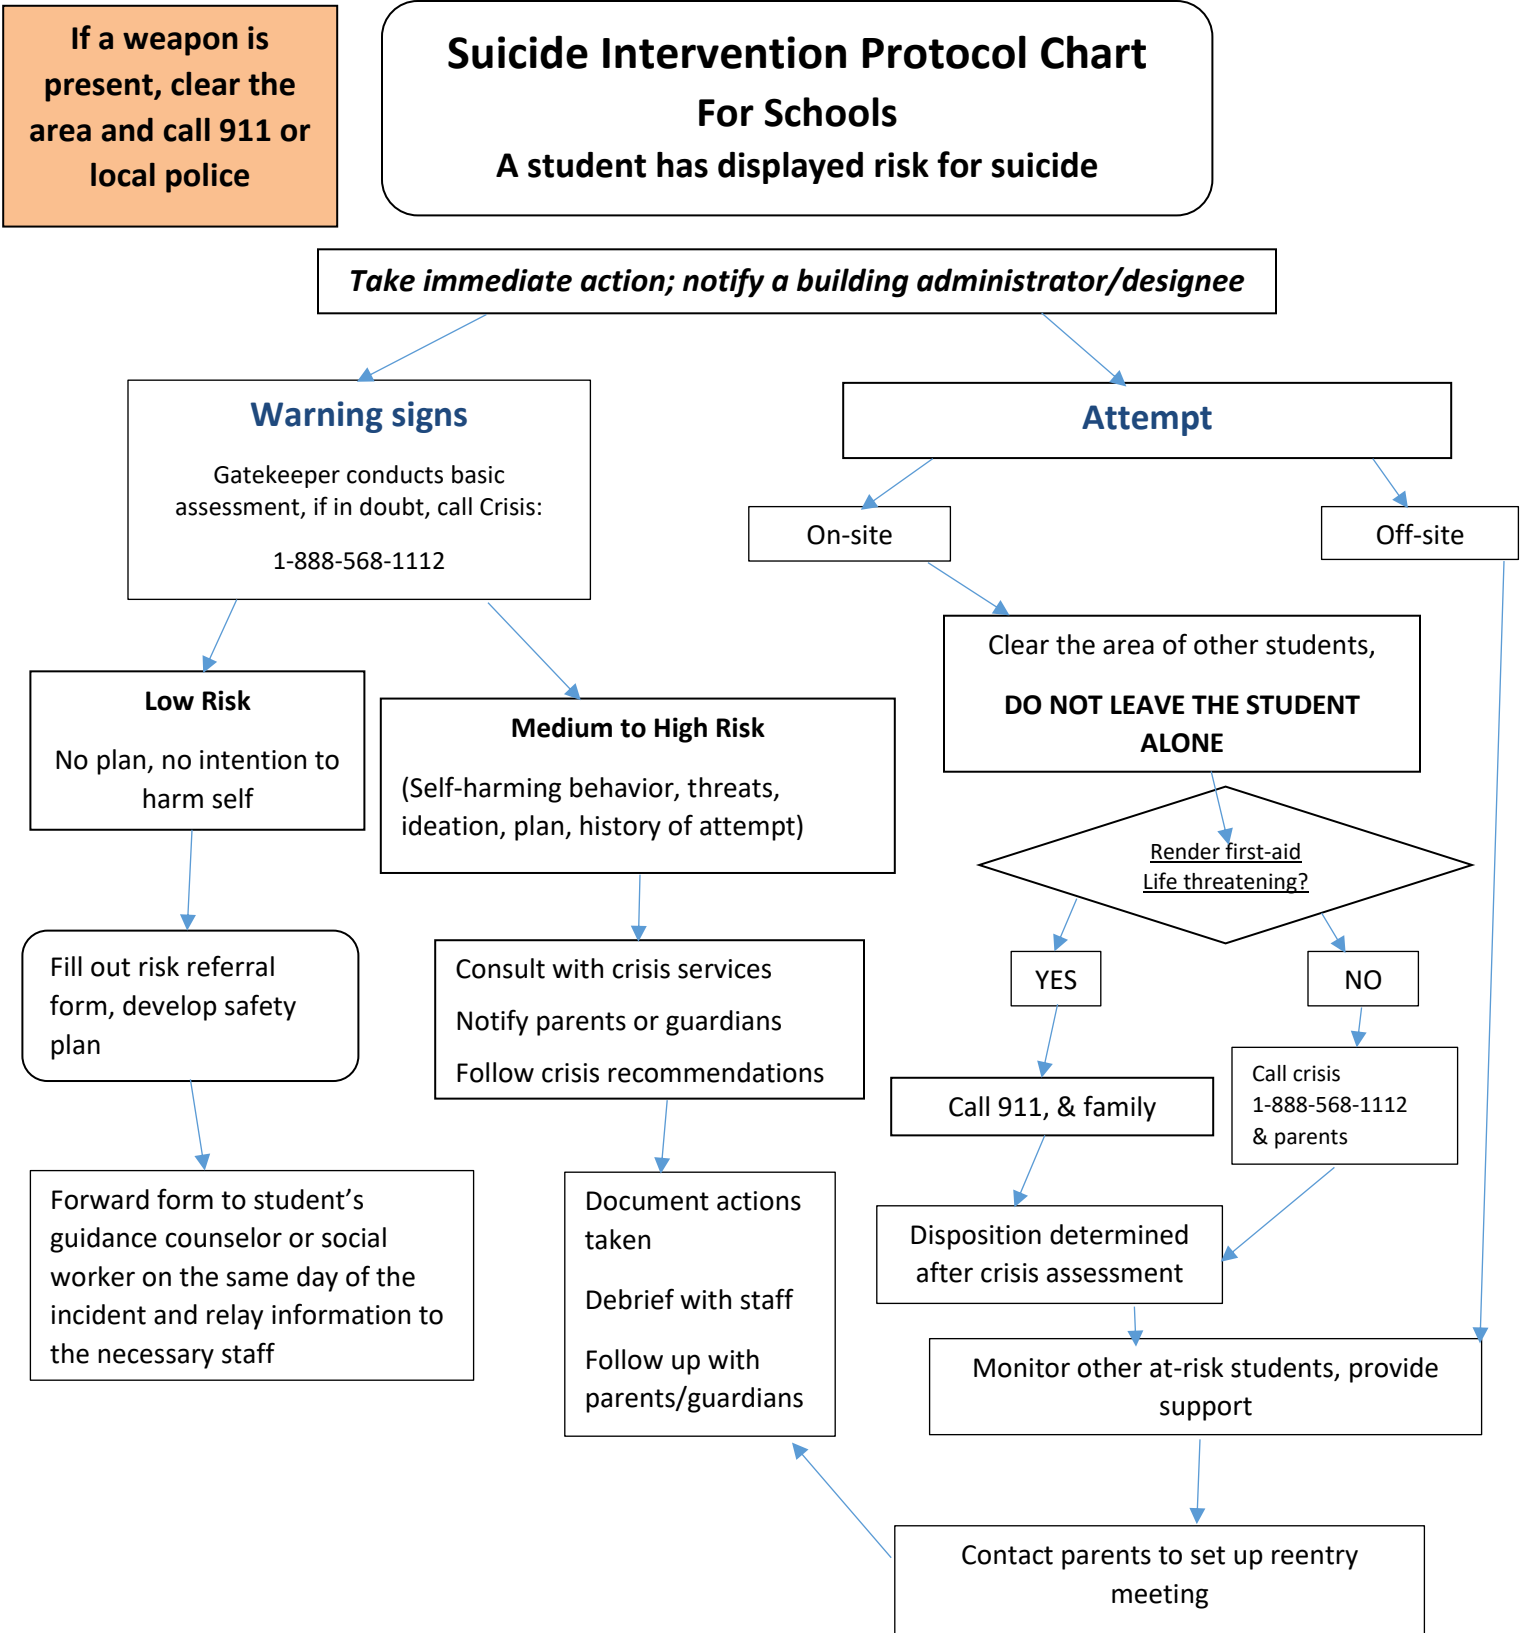 If a weapon is
present, clear the
area and call 911 or
local police
Suicide Intervention Protocol Chart
For Schools
A student has displayed risk for suicide
Take immediate action; notify a building administrator/designee
Warning signs
Gatekeeper conducts basic
assessment, if in doubt, call Crisis:
1-888-568-1112
Attempt
On-site
Off-site
Clear the area of other students,
DO NOT LEAVE THE STUDENT
ALONE
Low Risk
No plan, no intention to
harm self
Medium to High Risk
(Self-harming behavior, threats,
ideation, plan, history of attempt)
Render first-aid
Life threatening?
YES
NO
Fill out risk referral
form, develop safety
plan
Consult with crisis services
Notify parents or guardians
Follow crisis recommendations
Call 911, & family
Call crisis
1-888-568-1112
& parents
Forward form to student’s
guidance counselor or social
worker on the same day of the
incident and relay information to
the necessary staff
Document actions
taken
Debrief with staff
Follow up with
parents/guardians
Disposition determined
after crisis assessment
Monitor other at-risk students, provide
support
Contact parents to set up reentry
meeting